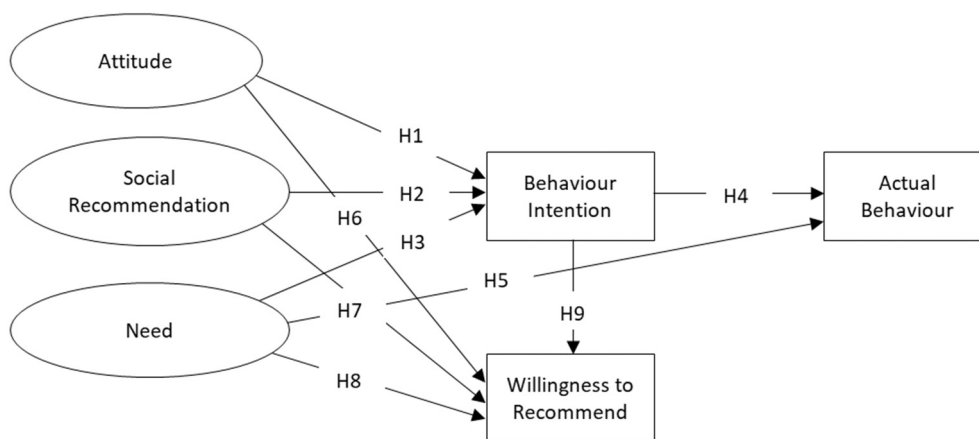 Attitude
H1
Social
Recommendation
H2
H6
Behaviour
Intention
H4
Actual
Behaviour
H3
H5
Need
H7
H9
H8
Willingness to
Recommend